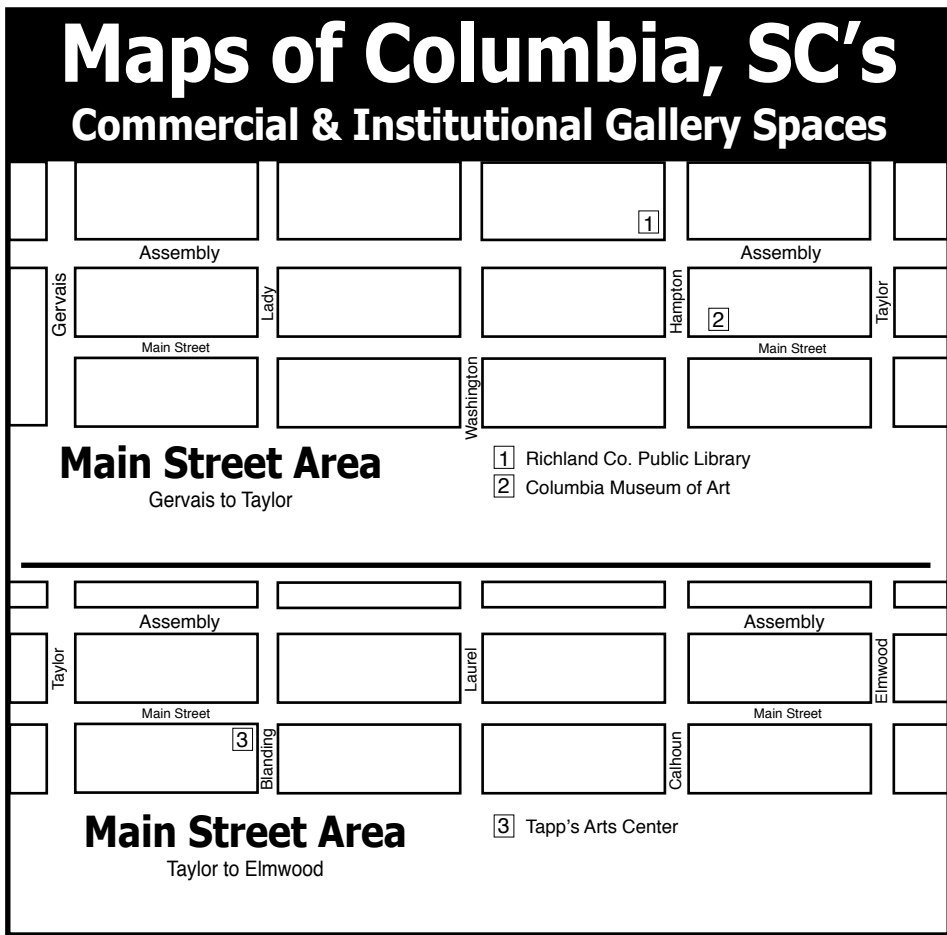 Maps of Columbia, SC’s
Commercial & Institutional Gallery Spaces
1
Assembly
Assembly
Gervais
Lady
Hampton
Taylor
2
Main Street
Main Street
Washington
Main Street Area
Gervais to Taylor
1 Richland Co. Public Library
2 Columbia Museum of Art
Assembly
Assembly
Taylor
Laurel
Elmwood
Main Street
Main Street
3
Blanding
Calhoun
Main Street Area
Taylor to Elmwood
3 Tapp’s Arts Center